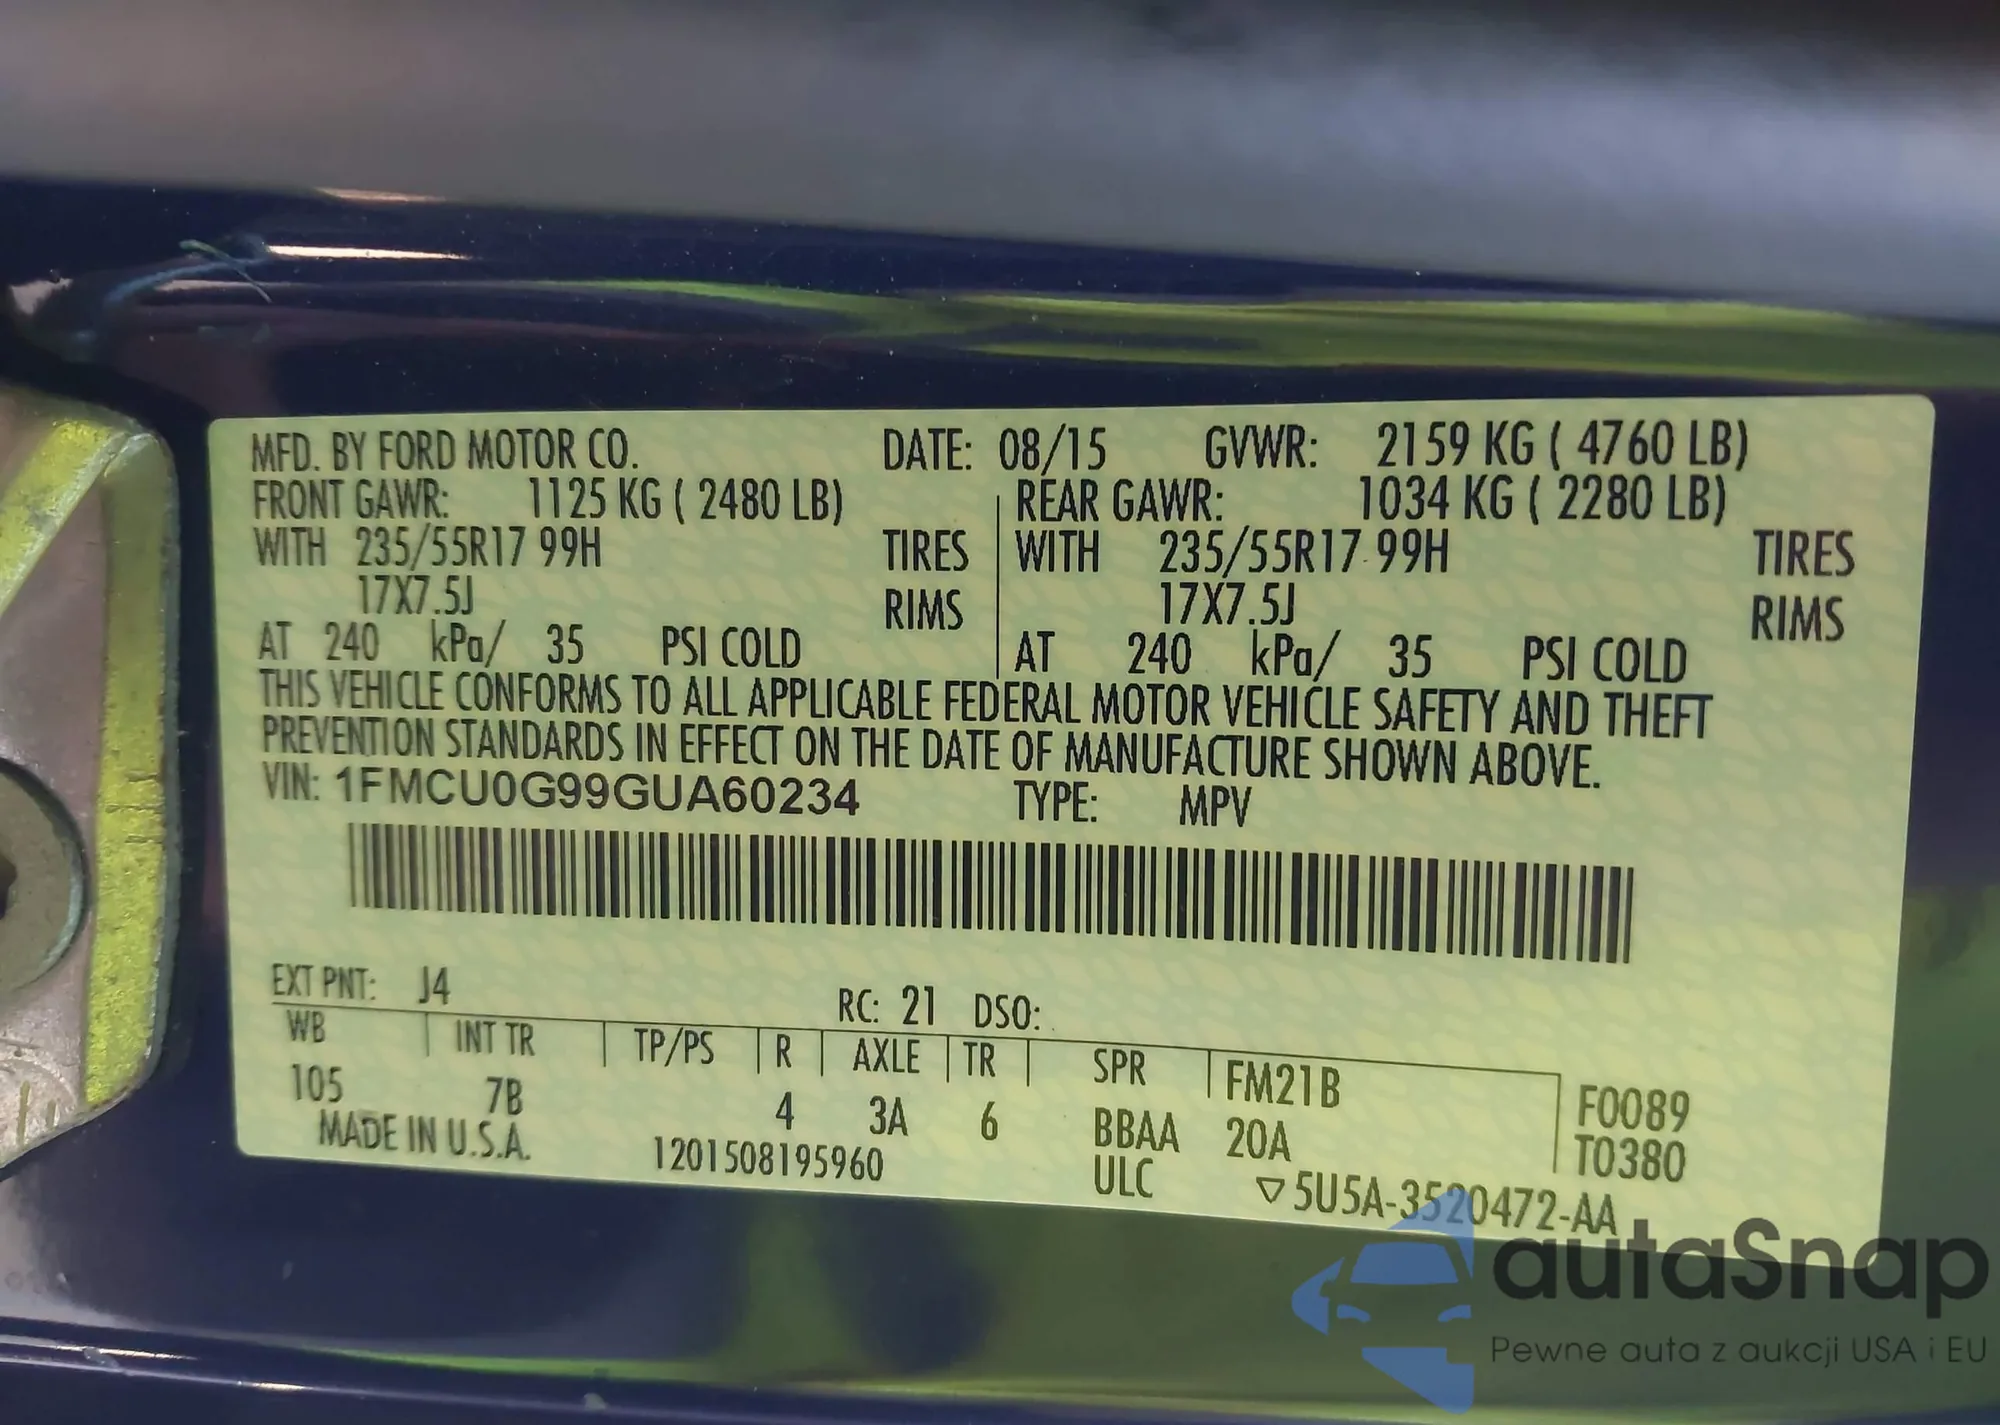 MFD. BY FORD MOTOR CO. DATE: 08/15 GVWR: 2159 KG ( 4760 LB)
FRONT GAWR: 1125 KG ( 2480 LB) REAR GAWR: 1034 KG ( 2280 LB)
WITH 235/55R17 99H TIRES WITH 235/55R17 99H TIRES
17X7.5J RIMS 17X7.5J RIMS
AT 240 kPa/ 35 PSI COLD AT 240 kPa/ 35 PSI COLD
THIS VEHICLE CONFORMS TO ALL APPLICABLE FEDERAL MOTOR VEHICLE SAFETY AND THEFT
PREVENTION STANDARDS IN EFFECT ON THE DATE OF MANUFACTURE SHOWN ABOVE.
VIN: 1FMCU0G99GUA60234 TYPE: MPV
EXT PNT: J4 RC: 21 DSO:
WB INT TR TP/PS R AXLE TR SPR FM21B F0089
105 7B 4 3A 6 BBAA 20A T0380
MADE IN U.S.A. 1201508195960 ULC ▽5U5A-3520472-AA
autaSnap
Pewne auta z aukcji USA i EU